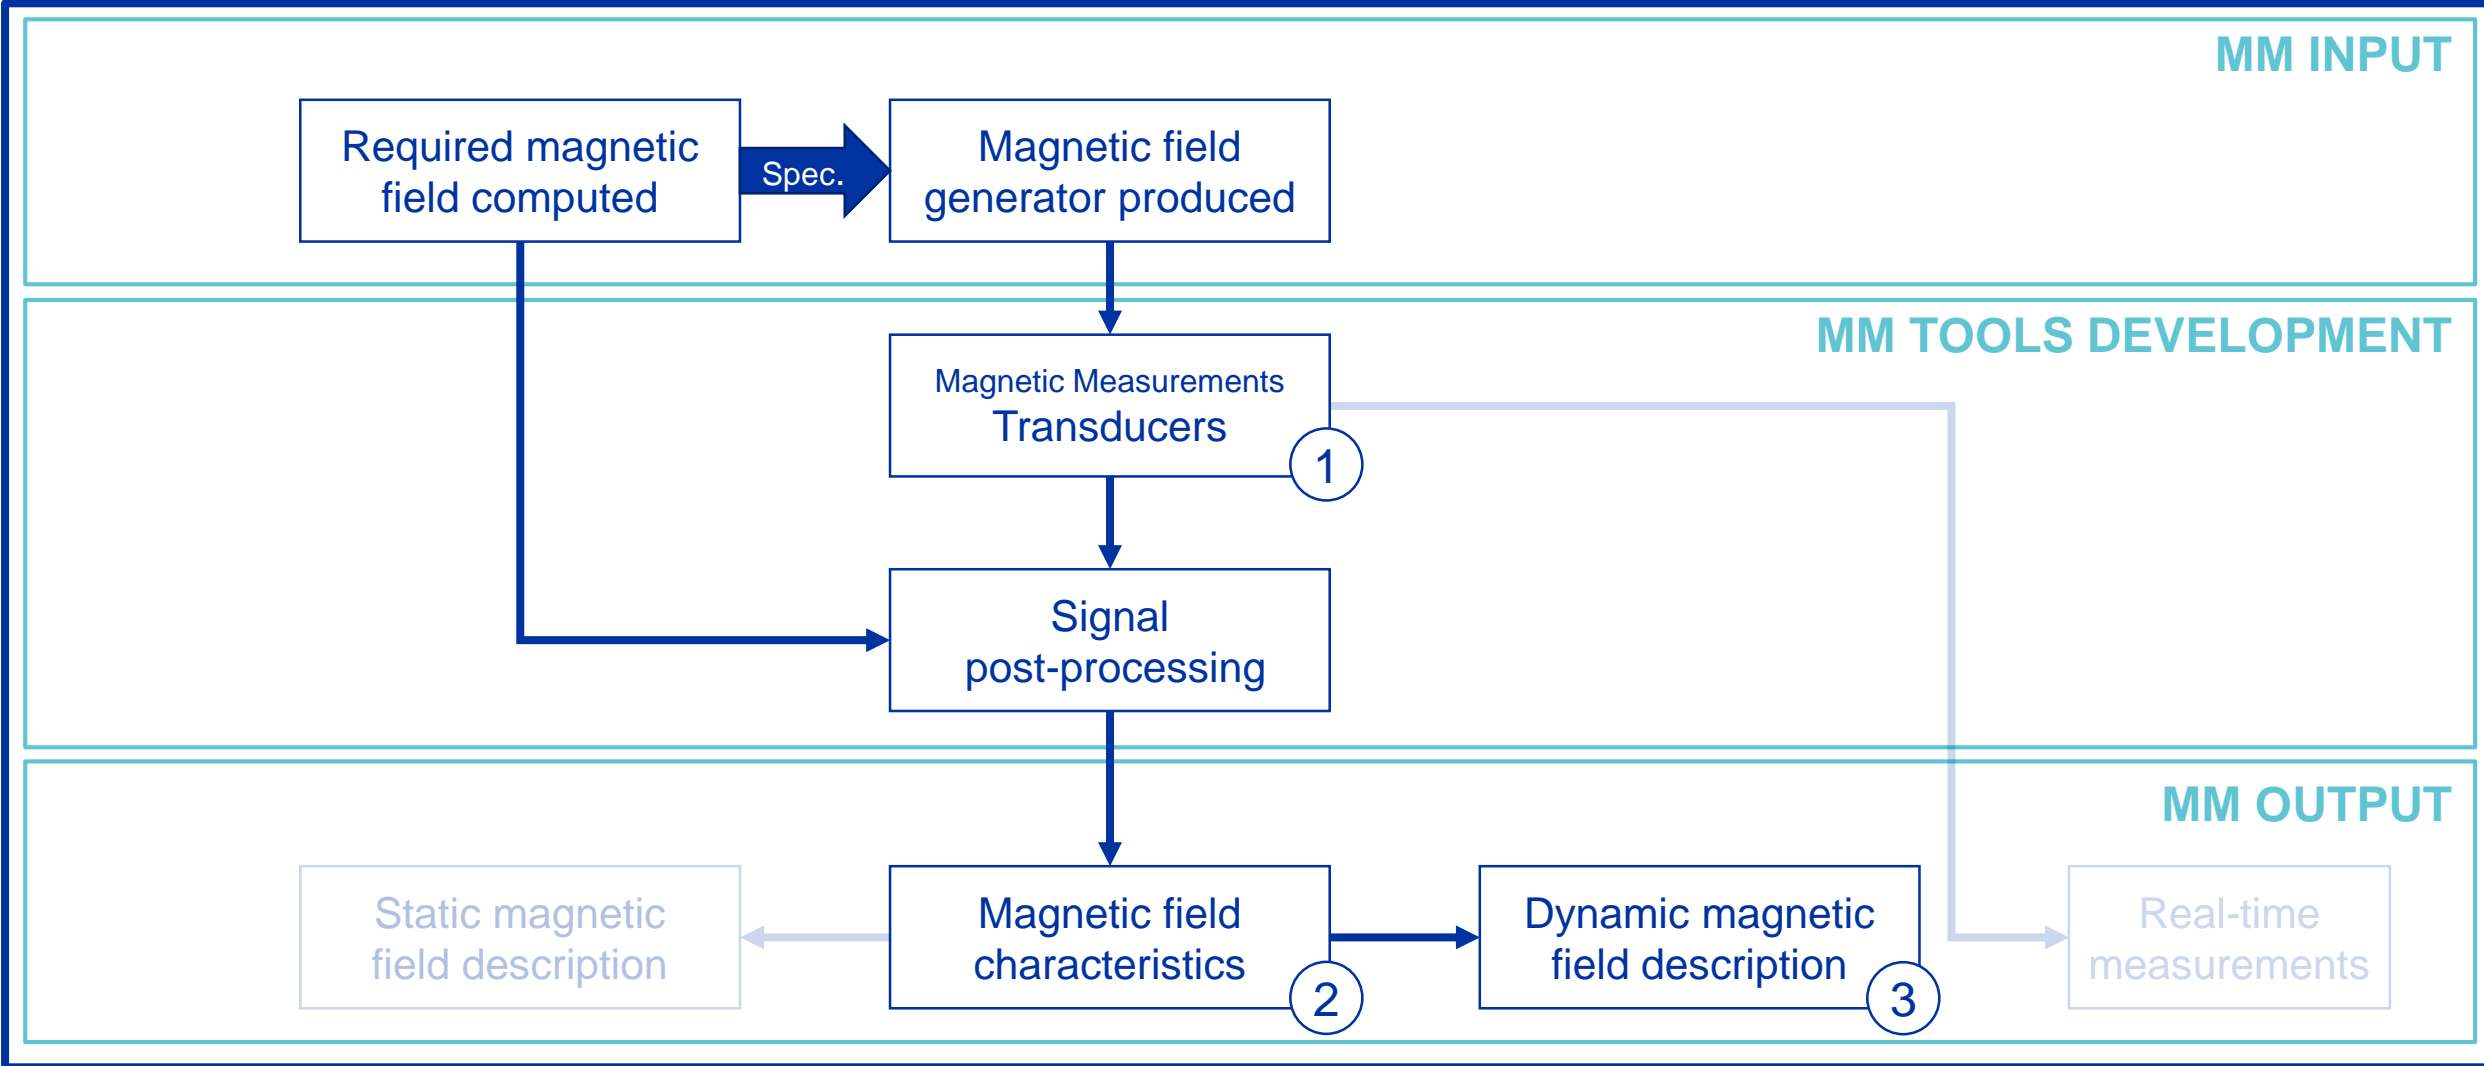 MM INPUT
Required magnetic
field computed
Spec.
Magnetic field
generator produced
MM TOOLS DEVELOPMENT
Magnetic Measurements
Transducers
1
Signal
post-processing
MM OUTPUT
Static magnetic
field description
Magnetic field
characteristics
2
Dynamic magnetic
field description
3
Real-time
measurements